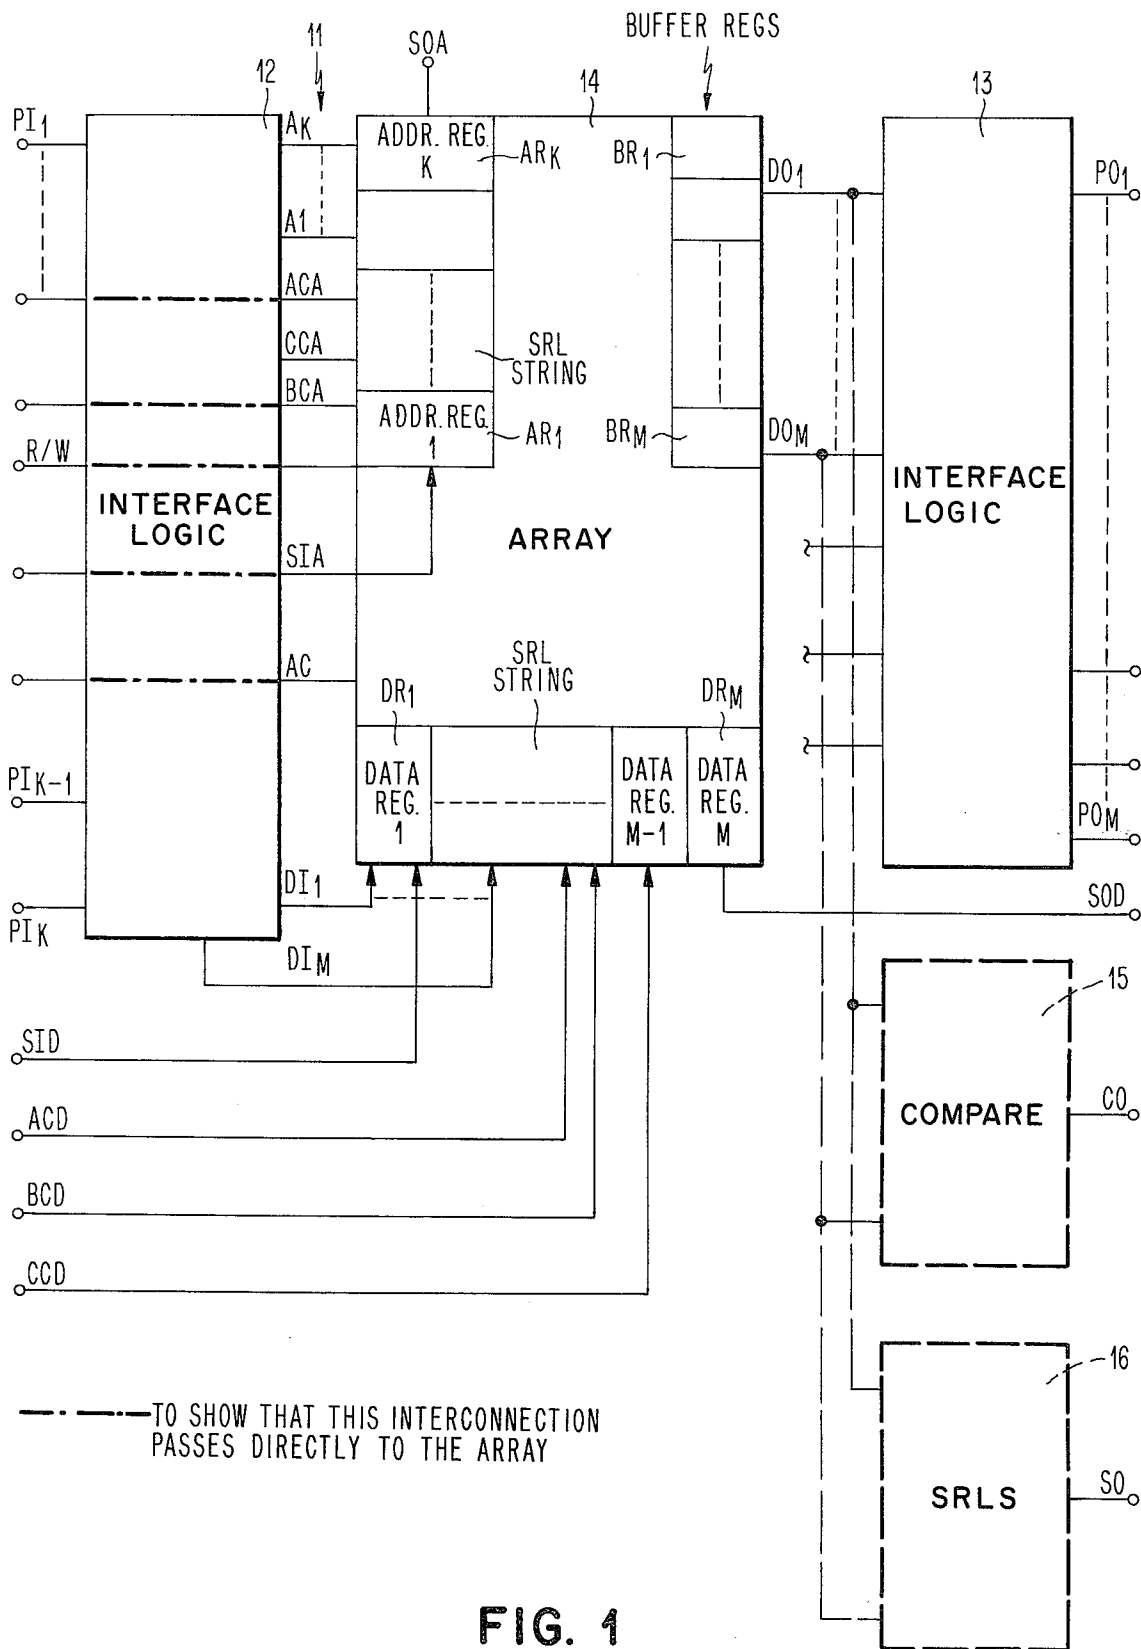 BUFFER REGS
11
SOA
12
14
13
PI1
AK
ADDR. REG. K
ARK
BR1
DO1
PO1
A1
ACA
CCA
SRL STRING
BCA
ADDR. REG. 1
AR1
BRM
DOM
R/W
INTERFACE LOGIC
ARRAY
INTERFACE LOGIC
SIA
AC
SRL STRING
DR1
DRM
PIK-1
DATA REG. 1
DATA REG. M-1
DATA REG. M
POM
DI1
SOD
PIK
DIM
15
SID
COMPARE
CO
ACD
BCD
CCD
16
TO SHOW THAT THIS INTERCONNECTION
PASSES DIRECTLY TO THE ARRAY
SRLS
SO
FIG. 1